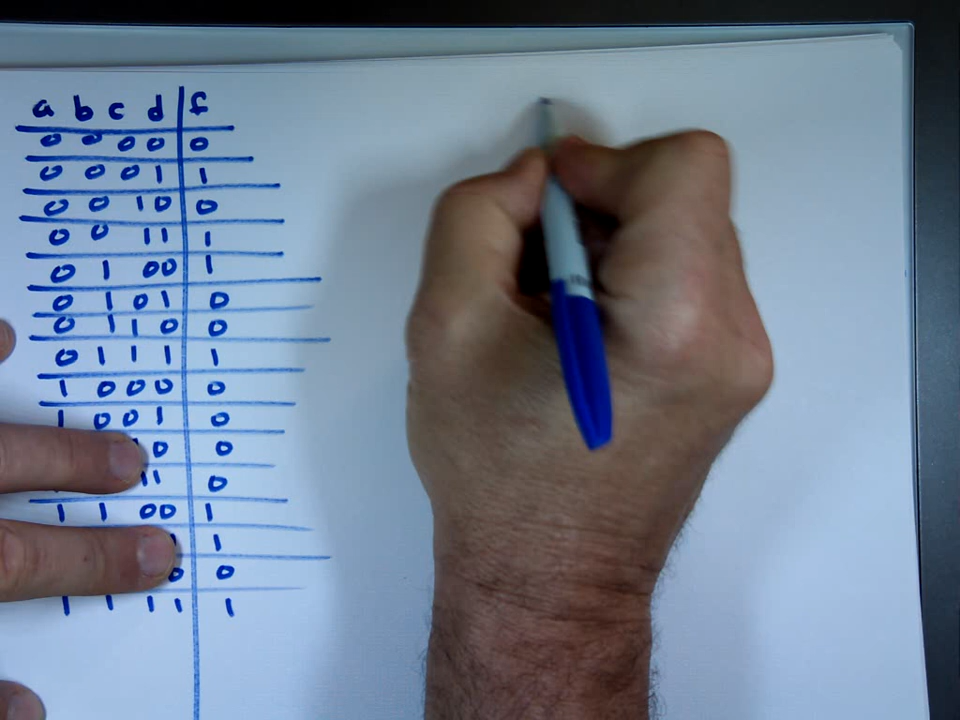 a b c d f
0 0 0 0 0
0 0 0 1 1
0 0 1 0 0
0 0 1 1 1
0 1 0 0 1
0 1 0 1 0
0 1 1 0 0
0 1 1 1 1
1 0 0 0 0
1 0 0 1 0
0 0
1 1 0
1 1 0 0 1
1 1
0 0
1 1 1 1 1